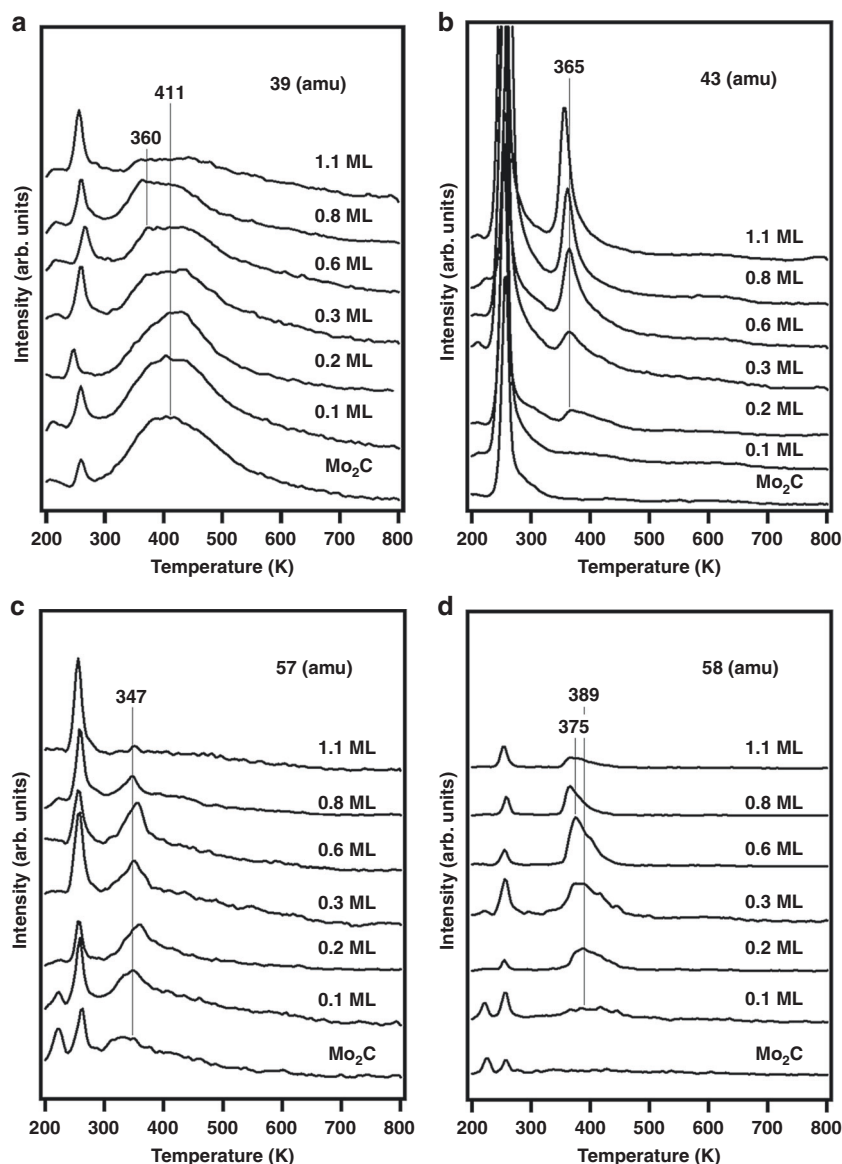 a
39 (amu)
411
360
1.1 ML
0.8 ML
0.6 ML
0.3 ML
0.2 ML
0.1 ML
Mo₂C
Intensity (arb. units)
200 300 400 500 600 700 800
Temperature (K)
b
365
43 (amu)
1.1 ML
0.8 ML
0.6 ML
0.3 ML
0.2 ML
0.1 ML
Mo₂C
Intensity (arb. units)
200 300 400 500 600 700 800
Temperature (K)
c
57 (amu)
347
1.1 ML
0.8 ML
0.6 ML
0.3 ML
0.2 ML
0.1 ML
Mo₂C
Intensity (arb. units)
200 300 400 500 600 700 800
Temperature (K)
d
58 (amu)
389
375
1.1 ML
0.8 ML
0.6 ML
0.3 ML
0.2 ML
0.1 ML
Mo₂C
Intensity (arb. units)
200 300 400 500 600 700 800
Temperature (K)